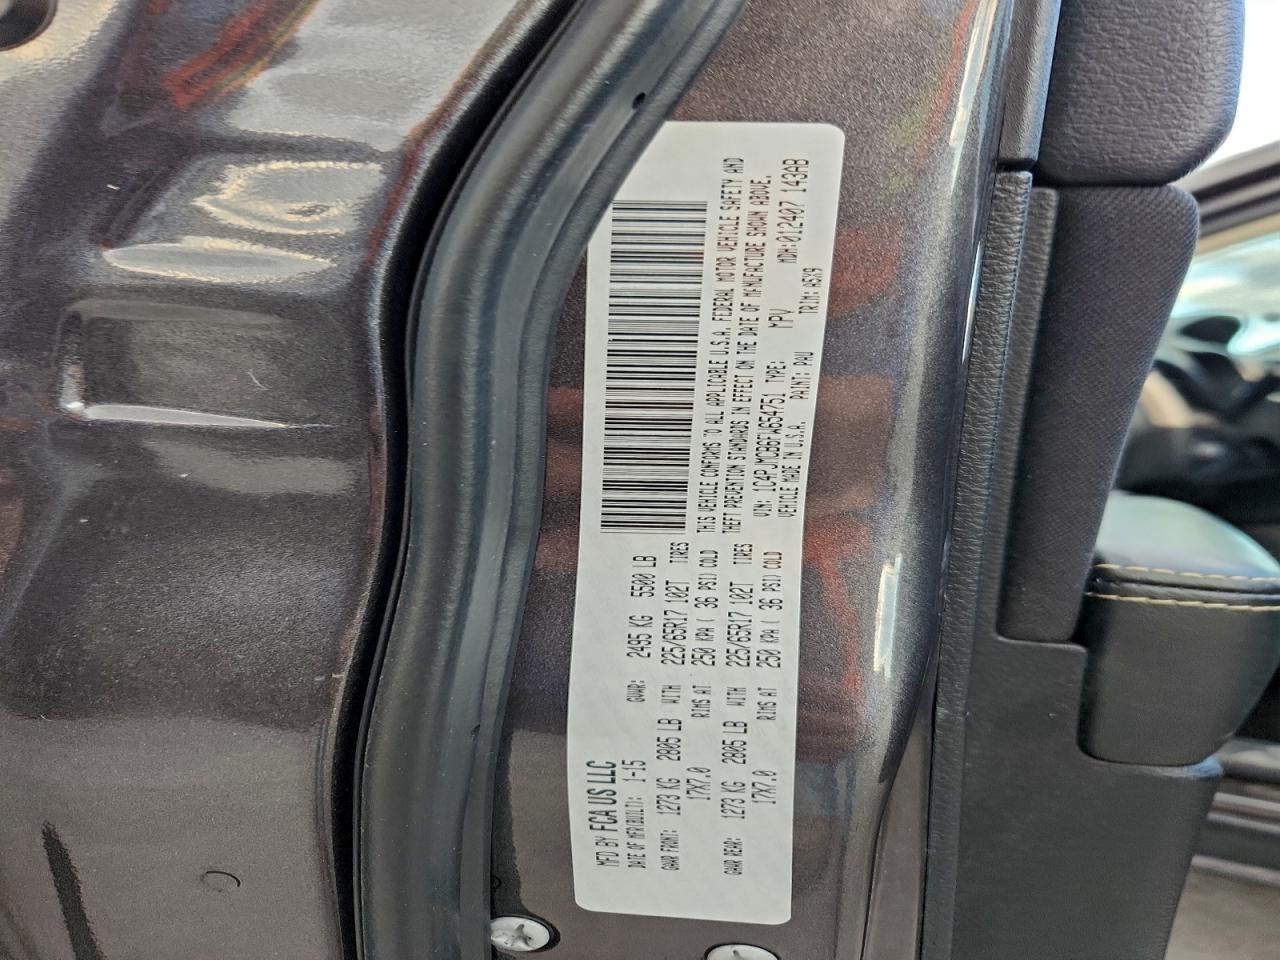 MFD BY FCA US LLC
DATE OF MFR(BUILT): 1-15 GVWR: 2495 KG 5500 LB
GAWR FRONT: 1273 KG 2805 LB WITH 225/65R17 102T TIRES
17X7.0 RIMS AT 250 KPA ( 36 PSI) COLD
GAWR REAR: 1273 KG 2805 LB WITH 225/65R17 102T TIRES
17X7.0 RIMS AT 250 KPA ( 36 PSI) COLD
THIS VEHICLE CONFORMS TO ALL APPLICABLE U.S.A. FEDERAL MOTOR VEHICLE SAFETY AND
THEFT PREVENTION STANDARDS IN EFFECT ON THE DATE OF MANUFACTURE SHOWN ABOVE.
VIN: 1C4PJMCB6FW654751 TYPE: YPV MDH:012407 143AB
VEHICLE MADE IN U.S.A. PAINT: PAU TRIM: A5X9